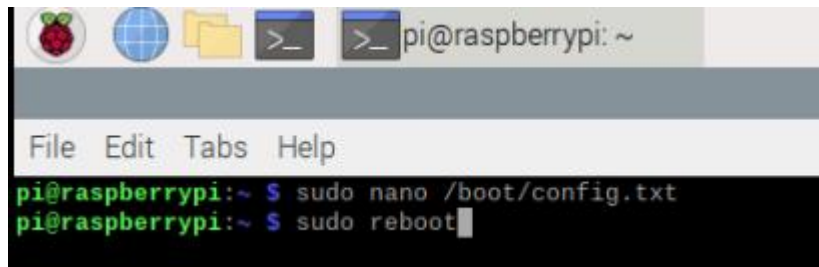 >_ >_ pi@raspberrypi: ~
File Edit Tabs Help
pi@raspberrypi:~ $ sudo nano /boot/config.txt
pi@raspberrypi:~ $ sudo reboot